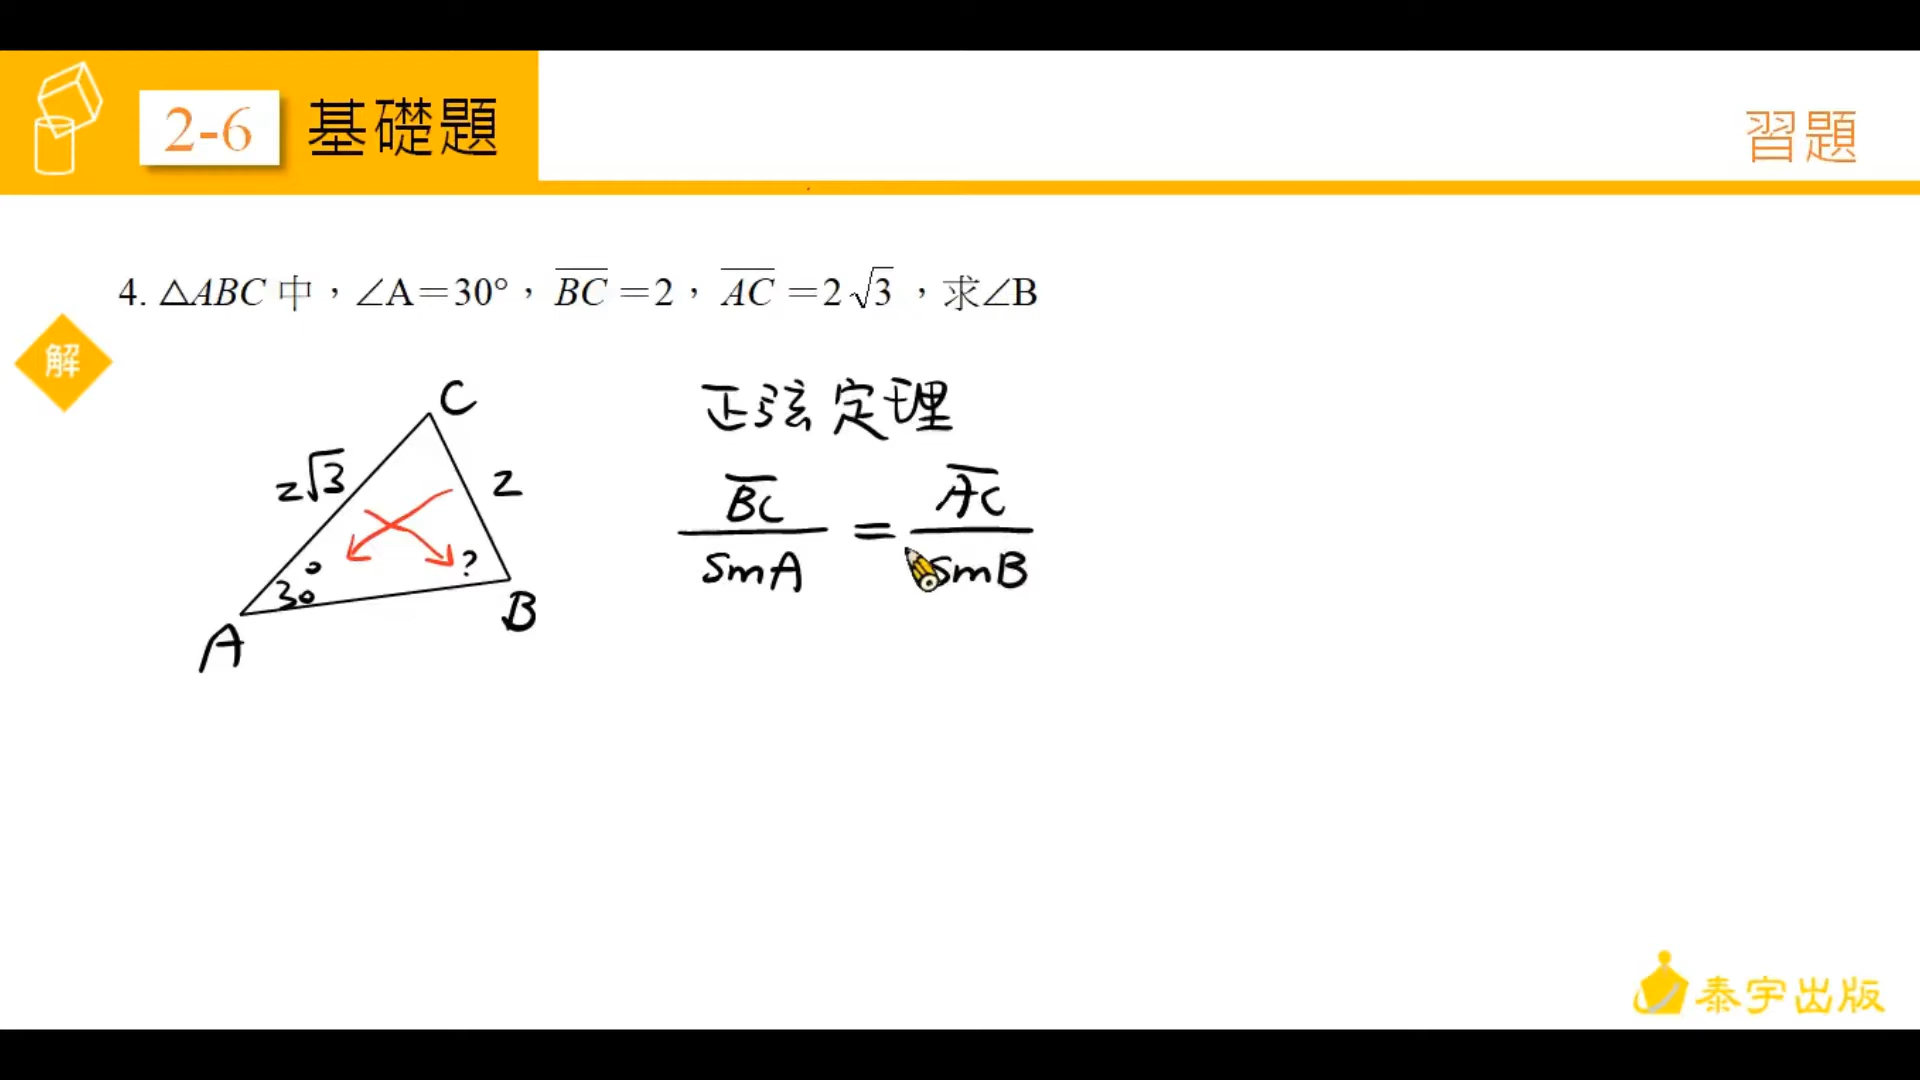 2-6 基礎題
習題
4. △ABC 中，∠A＝30°，BC＝2，AC＝2√3，求∠B
解
正弦定理
C
2√3
2
BC/sinA = AC/sinB
30°
?
B
A
泰宇出版